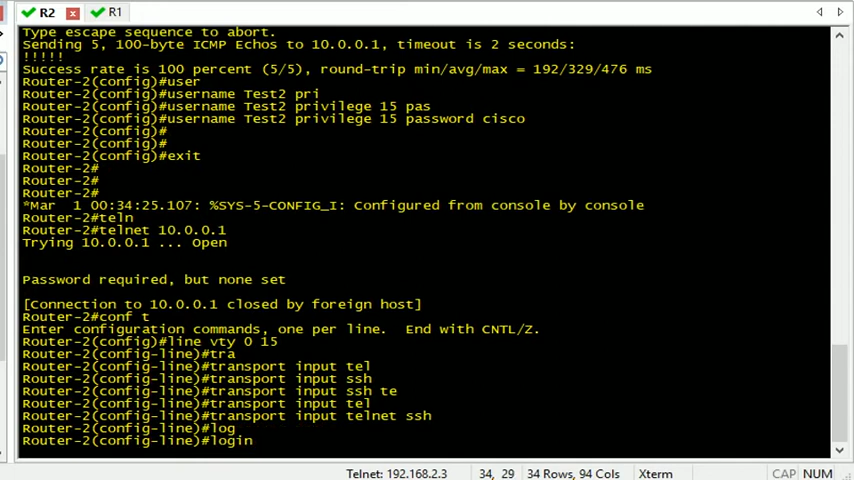 R2
R1
Type escape sequence to abort.
Sending 5, 100-byte ICMP Echos to 10.0.0.1, timeout is 2 seconds:
!!!!!
Success rate is 100 percent (5/5), round-trip min/avg/max = 192/329/476 ms
Router-2(config)#user
Router-2(config)#username Test2 pri
Router-2(config)#username Test2 privilege 15 pas
Router-2(config)#username Test2 privilege 15 password cisco
Router-2(config)#
Router-2(config)#
Router-2(config)#exit
Router-2#
Router-2#
Router-2#
*Mar  1 00:34:25.107: %SYS-5-CONFIG_I: Configured from console by console
Router-2#teln
Router-2#telnet 10.0.0.1
Trying 10.0.0.1 ... Open
Password required, but none set
[Connection to 10.0.0.1 closed by foreign host]
Router-2#conf t
Enter configuration commands, one per line.  End with CNTL/Z.
Router-2(config)#line vty 0 15
Router-2(config-line)#tra
Router-2(config-line)#transport input tel
Router-2(config-line)#transport input ssh
Router-2(config-line)#transport input ssh te
Router-2(config-line)#transport input tel
Router-2(config-line)#transport input telnet ssh
Router-2(config-line)#log
Router-2(config-line)#login
Telnet: 192.168.2.3 34, 29 34 Rows, 94 Cols Xterm CAP NUM